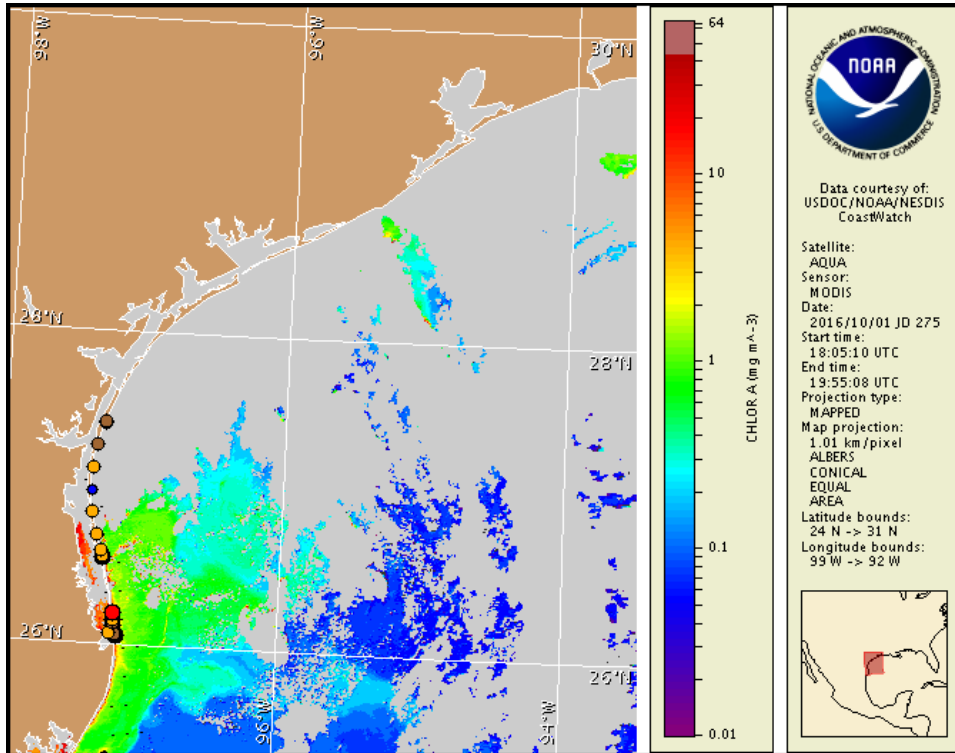 98°W
96°W
30°N
28°N
28°N
26°N
26°N
96°W
94°W
64
10
1
0.1
0.01
CHLOR A (mg m^-3)
NATIONAL OCEANIC AND ATMOSPHERIC ADMINISTRATION
NOAA
U.S. DEPARTMENT OF COMMERCE
Data courtesy of:
USDOC/NOAA/NESDIS
CoastWatch
Satellite:
AQUA
Sensor:
MODIS
Date:
2016/10/01 JD 275
Start time:
18:05:10 UTC
End time:
19:55:08 UTC
Projection type:
MAPPED
Map projection:
1.01 km/pixel
ALBERS
CONICAL
EQUAL
AREA
Latitude bounds:
24 N -> 31 N
Longitude bounds:
99 W -> 92 W